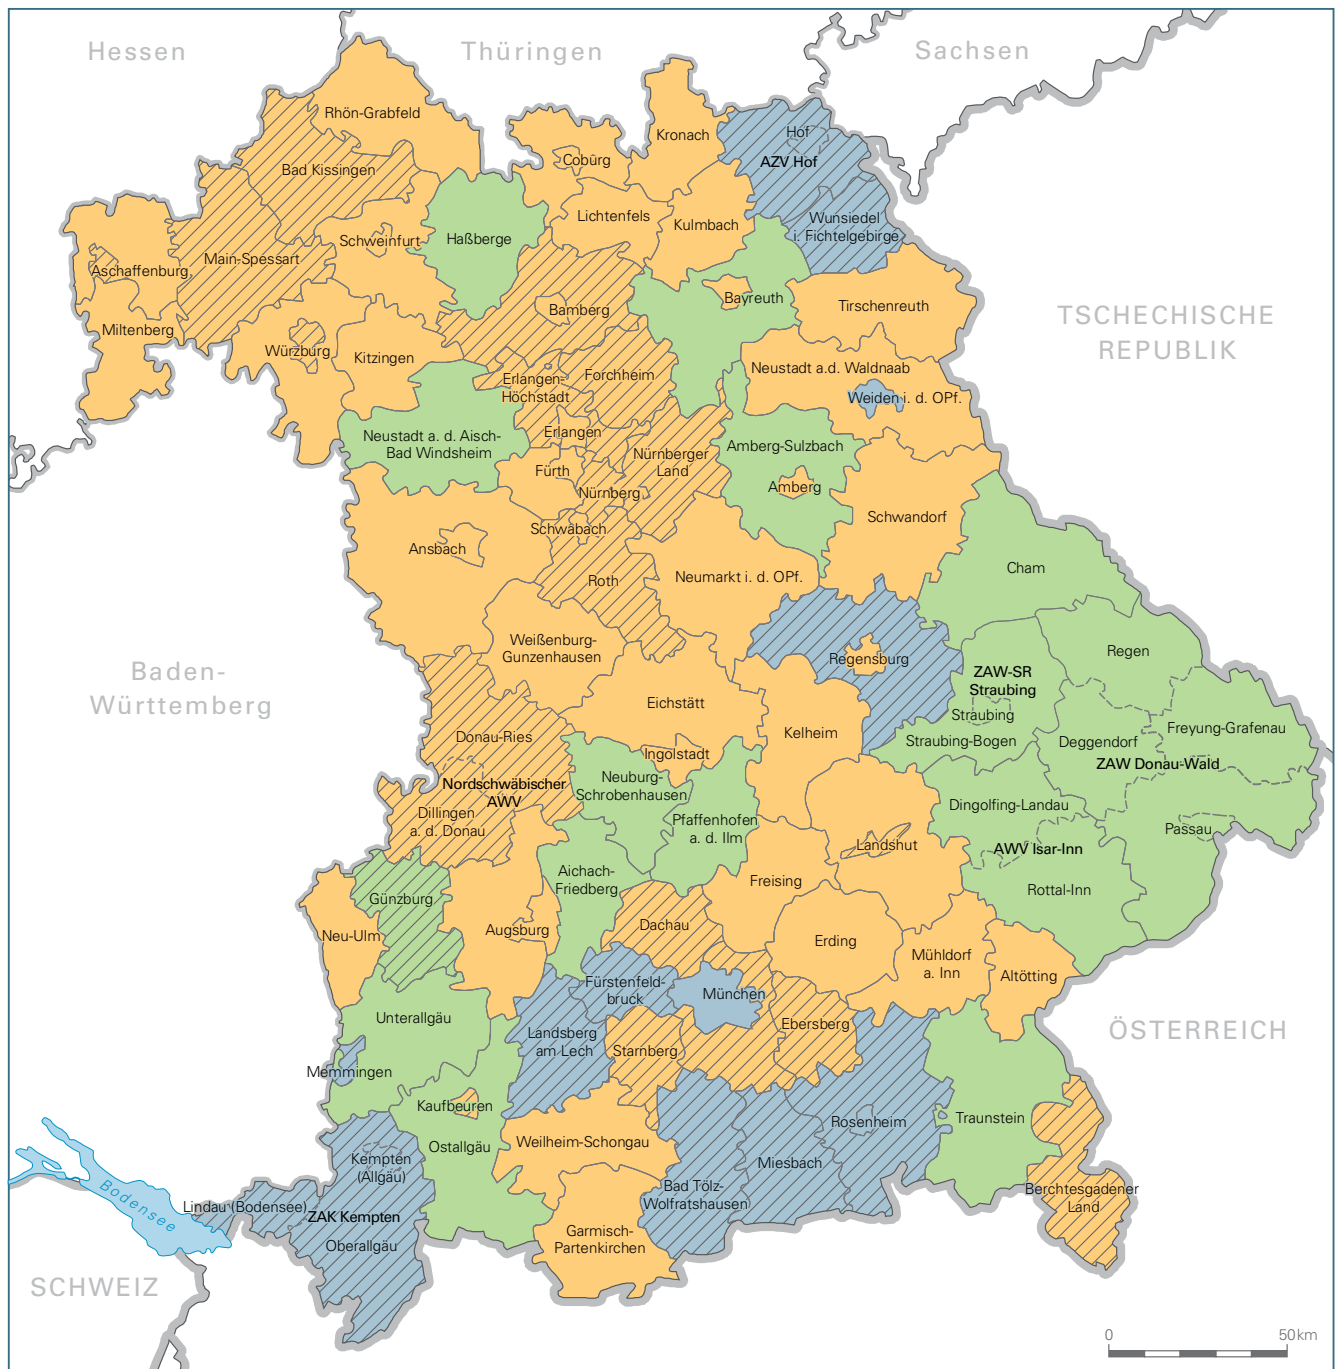 Hessen
Thüringen
Sachsen
Rhön-Grabfeld
Kronach
Hof
Coburg
AZV Hof
Bad Kissingen
Lichtenfels
Kulmbach
Wunsiedel
i. Fichtelgebirge
Schweinfurt
Haßberge
Main-Spessart
Aschaffenburg
Bayreuth
Tirschenreuth
Bamberg
TSCHECHISCHE
REPUBLIK
Miltenberg
Würzburg
Kitzingen
Neustadt a.d. Waldnaab
Forchheim
Erlangen-
Höchstadt
Weiden i. d. OPf.
Erlangen
Neustadt a. d. Aisch-
Bad Windsheim
Amberg-Sulzbach
Nürnberger
Land
Fürth
Nürnberg
Amberg
Schwandorf
Schwabach
Ansbach
Cham
Roth
Neumarkt i. d. OPf.
Weißenburg-
Gunzenhausen
Regen
Regensburg
Baden-
Württemberg
ZAW-SR
Straubing
Eichstätt
Straubing
Freyung-Grafenau
Kelheim
Donau-Ries
Straubing-Bogen
Deggendorf
Ingolstadt
ZAW Donau-Wald
Nordschwäbischer
AWV
Neuburg-
Schrobenhausen
Dingolfing-Landau
Dillingen
a. d. Donau
Pfaffenhofen
a. d. Ilm
Passau
Landshut
AWV Isar-Inn
Aichach-
Friedberg
Freising
Rottal-Inn
Günzburg
Dachau
Augsburg
Neu-Ulm
Erding
Mühldorf
a. Inn
Altötting
Fürstenfeld-
bruck
München
Unterallgäu
Ebersberg
ÖSTERREICH
Landsberg
am Lech
Starnberg
Memmingen
Kaufbeuren
Traunstein
Rosenheim
Ostallgäu
Weilheim-Schongau
Kempten
(Allgäu)
Miesbach
Bodensee
Bad Tölz-
Wolfratshausen
Berchtesgadener
Land
Lindau (Bodensee)
ZAK Kempten
Oberallgäu
Garmisch-
Partenkirchen
SCHWEIZ
0 50 km